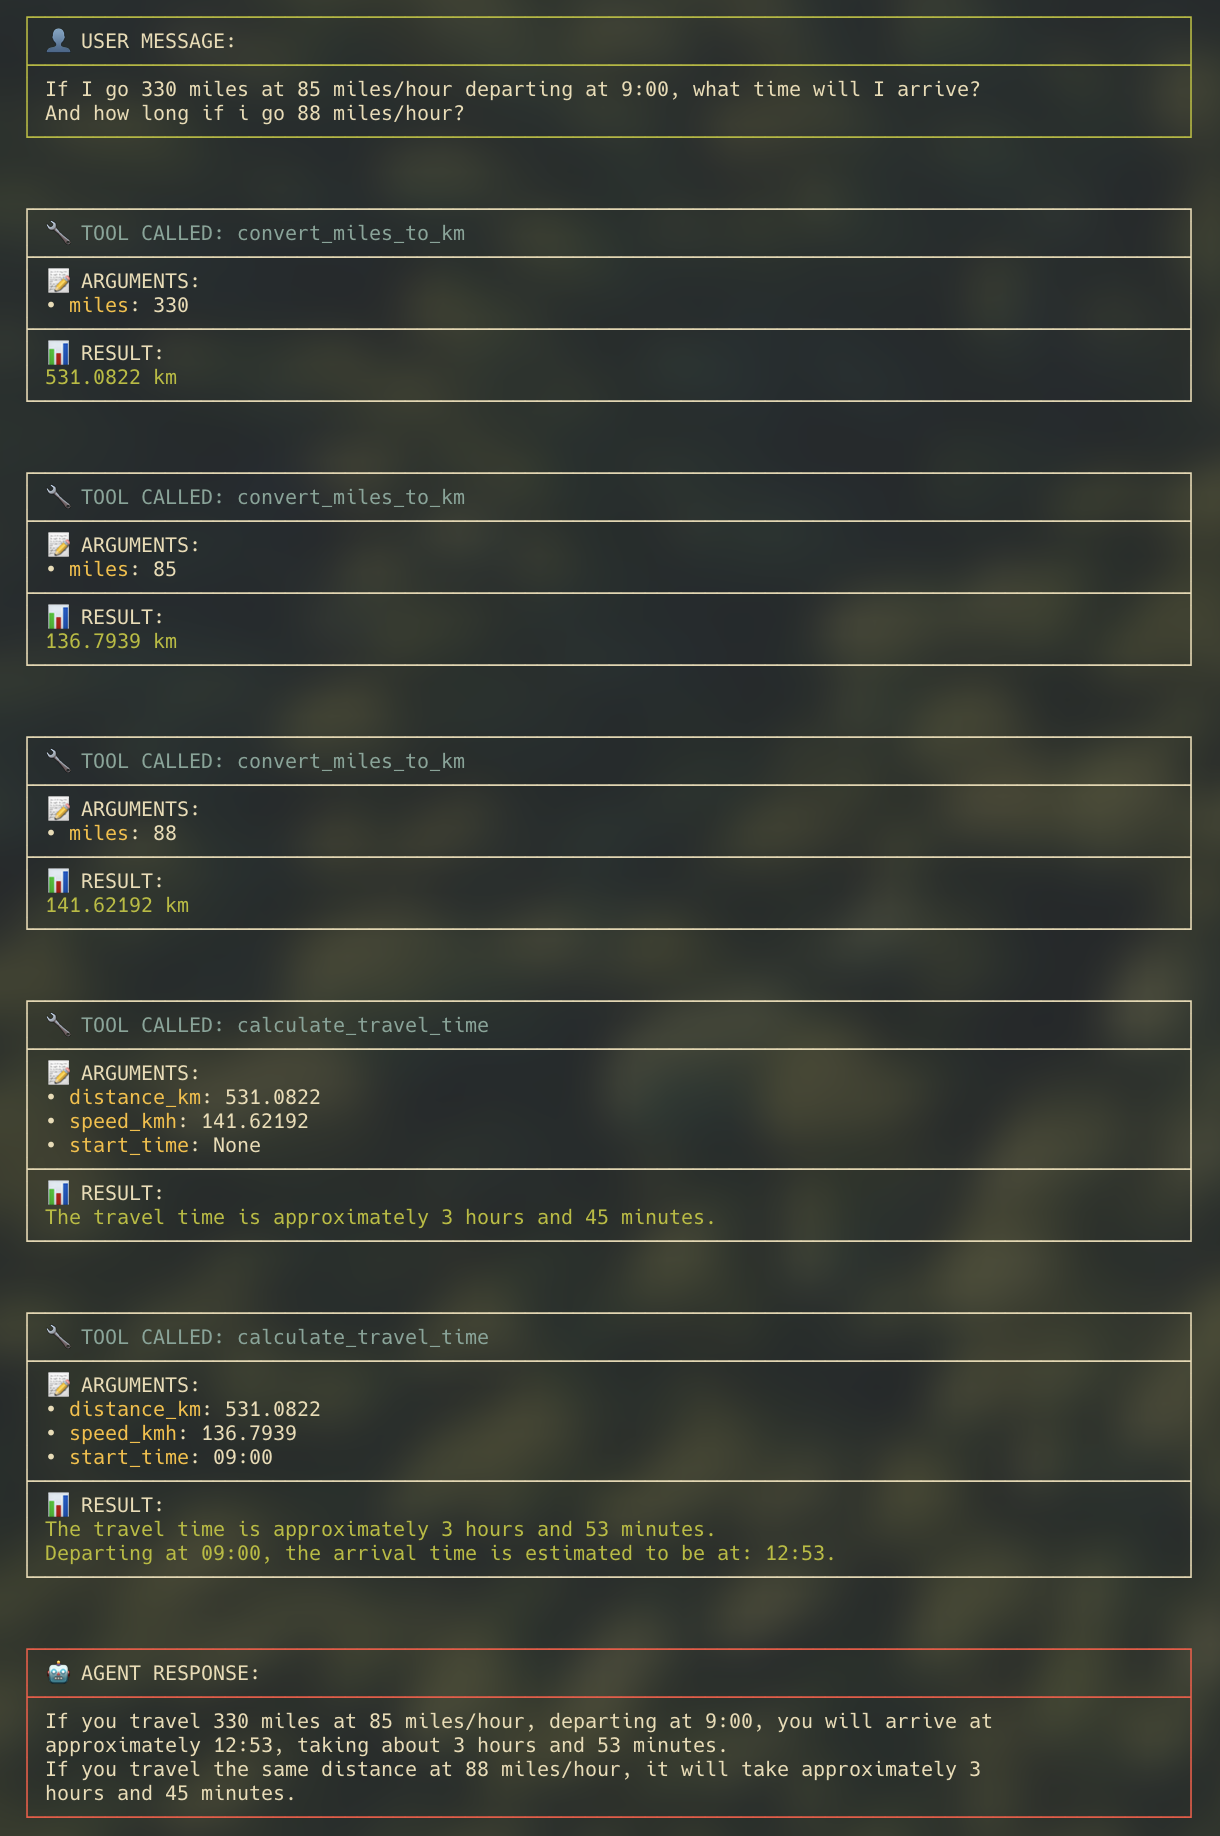 👤 USER MESSAGE:
If I go 330 miles at 85 miles/hour departing at 9:00, what time will I arrive?
And how long if i go 88 miles/hour?
🔧 TOOL CALLED: convert_miles_to_km
📝 ARGUMENTS:
• miles: 330
📊 RESULT:
531.0822 km
🔧 TOOL CALLED: convert_miles_to_km
📝 ARGUMENTS:
• miles: 85
📊 RESULT:
136.7939 km
🔧 TOOL CALLED: convert_miles_to_km
📝 ARGUMENTS:
• miles: 88
📊 RESULT:
141.62192 km
🔧 TOOL CALLED: calculate_travel_time
📝 ARGUMENTS:
• distance_km: 531.0822
• speed_kmh: 141.62192
• start_time: None
📊 RESULT:
The travel time is approximately 3 hours and 45 minutes.
🔧 TOOL CALLED: calculate_travel_time
📝 ARGUMENTS:
• distance_km: 531.0822
• speed_kmh: 136.7939
• start_time: 09:00
📊 RESULT:
The travel time is approximately 3 hours and 53 minutes.
Departing at 09:00, the arrival time is estimated to be at: 12:53.
🤖 AGENT RESPONSE:
If you travel 330 miles at 85 miles/hour, departing at 9:00, you will arrive at
approximately 12:53, taking about 3 hours and 53 minutes.
If you travel the same distance at 88 miles/hour, it will take approximately 3
hours and 45 minutes.